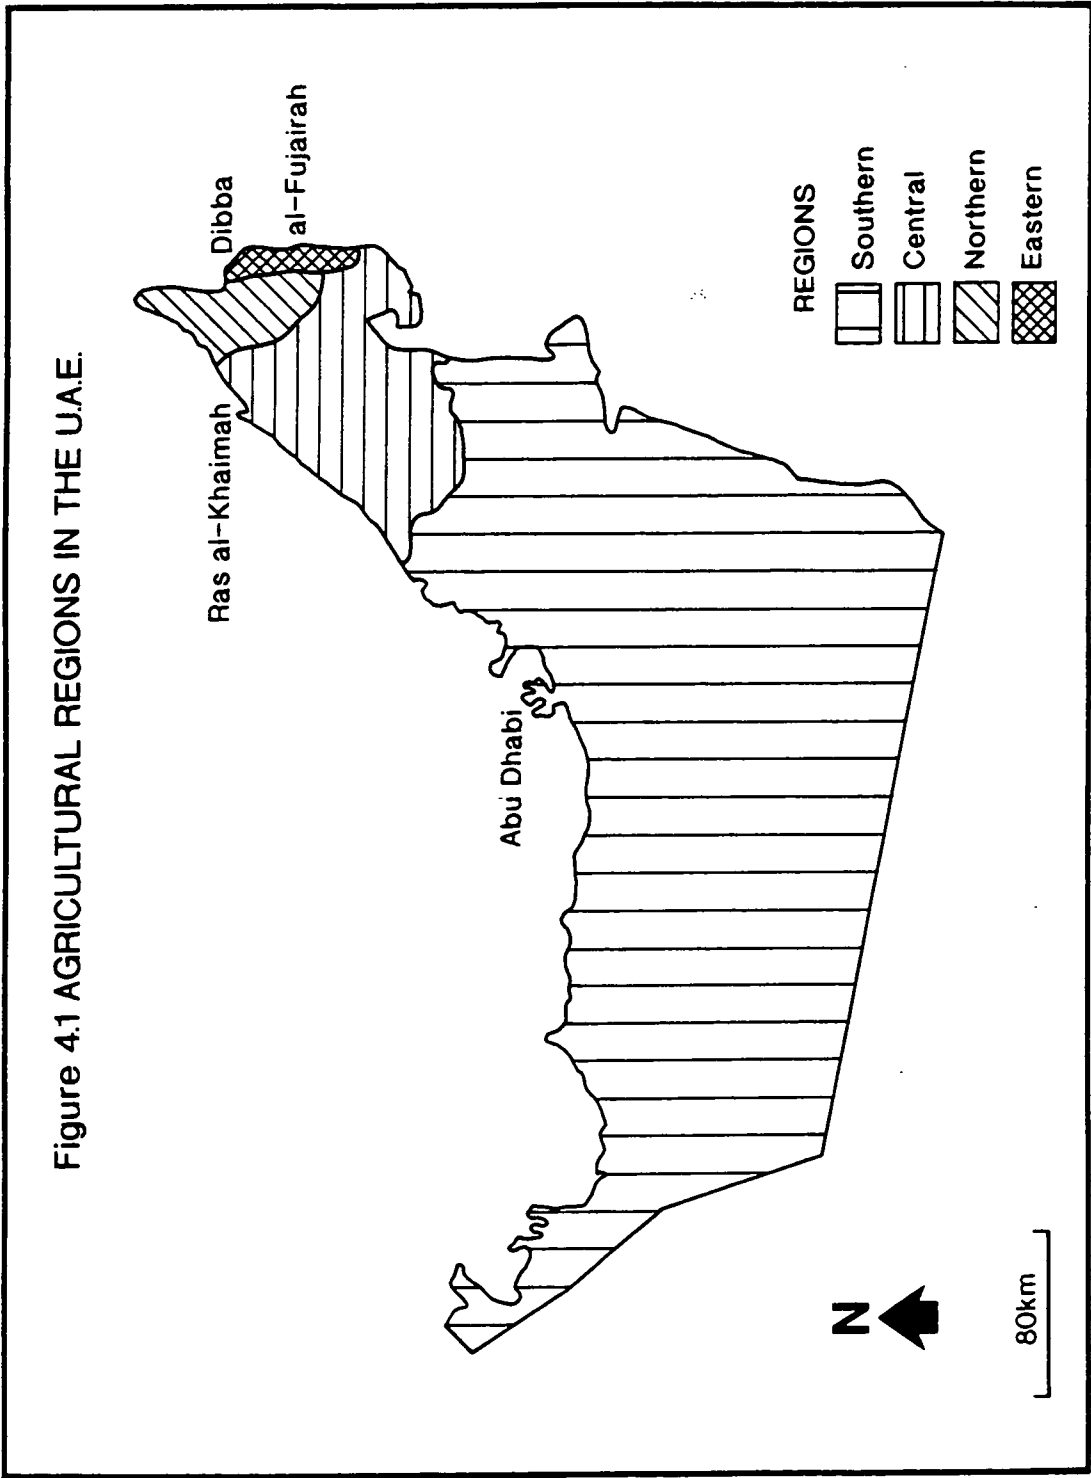 Figure 4.1 AGRICULTURAL REGIONS IN THE U.A.E.
Dibba
al-Fujairah
Ras al-Khaimah
Abu Dhabi
REGIONS
Southern
Central
Northern
Eastern
N
80km